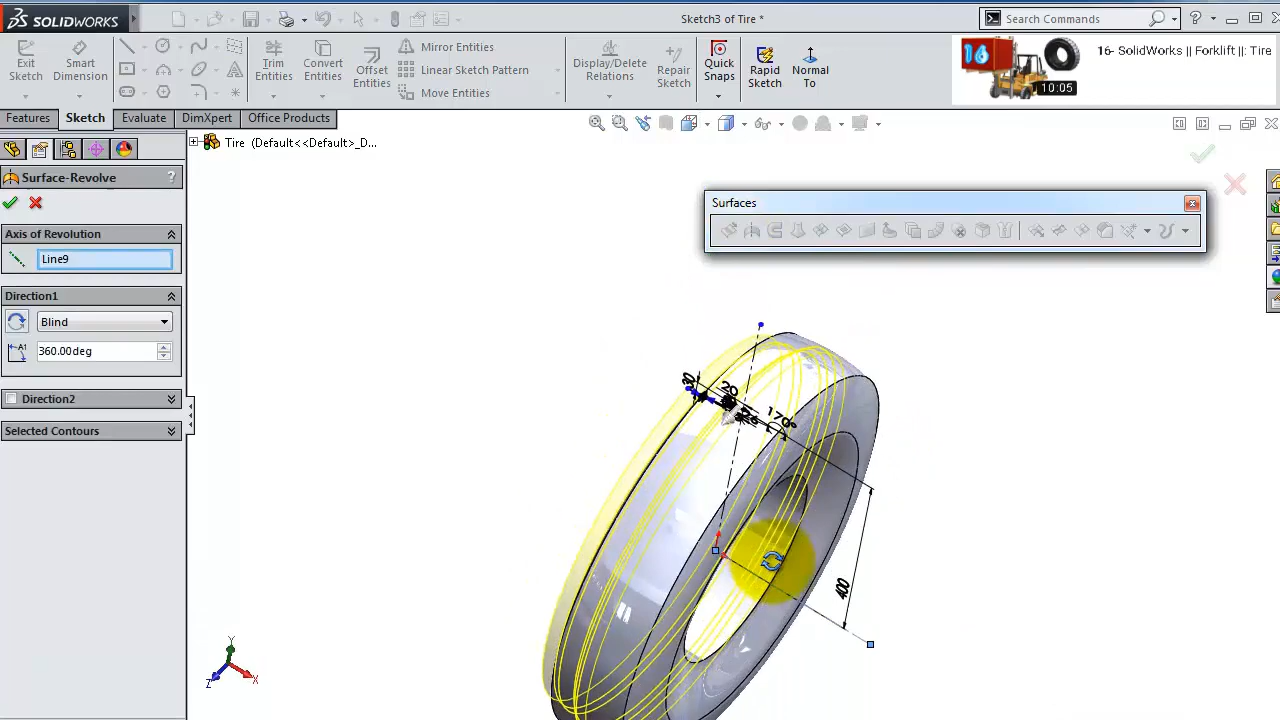 SOLIDWORKS
Sketch3 of Tire *
Search Commands
?
Exit Sketch
Smart Dimension
Trim Entities
Convert Entities
Offset Entities
Mirror Entities
Linear Sketch Pattern
Move Entities
Display/Delete Relations
Repair Sketch
Quick Snaps
Rapid Sketch
Normal To
16
10:05
16- SolidWorks || Forklift ||: Tire
Features
Sketch
Evaluate
DimXpert
Office Products
Tire (Default<<Default>_D...
Surface-Revolve
?
Axis of Revolution
Line9
Direction1
Blind
A1
360.00deg
Direction2
Selected Contours
Surfaces
30
20
170°
400
Y
Z
X